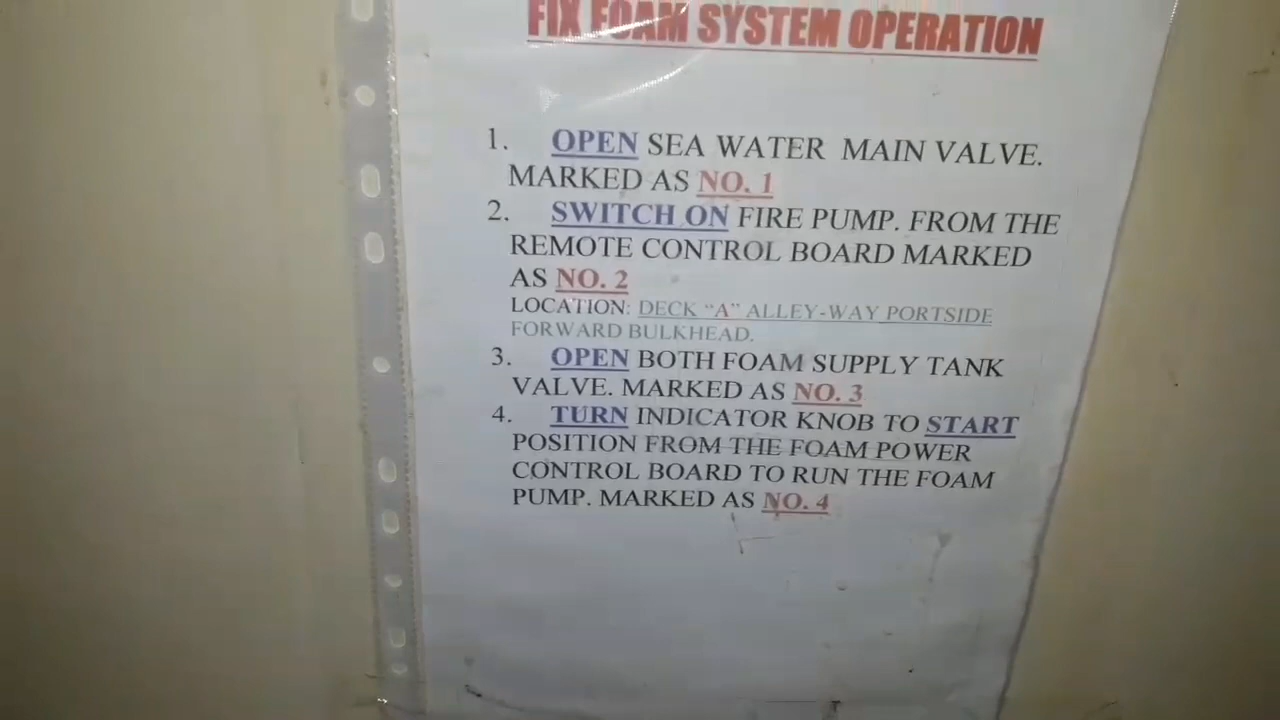 FIX FOAM SYSTEM OPERATION
1. OPEN SEA WATER MAIN VALVE.
MARKED AS NO. 1
2. SWITCH ON FIRE PUMP. FROM THE
REMOTE CONTROL BOARD MARKED
AS NO. 2
LOCATION: DECK “A” ALLEY-WAY PORTSIDE
FORWARD BULKHEAD.
3. OPEN BOTH FOAM SUPPLY TANK
VALVE. MARKED AS NO. 3
4. TURN INDICATOR KNOB TO START
POSITION FROM THE FOAM POWER
CONTROL BOARD TO RUN THE FOAM
PUMP. MARKED AS NO. 4